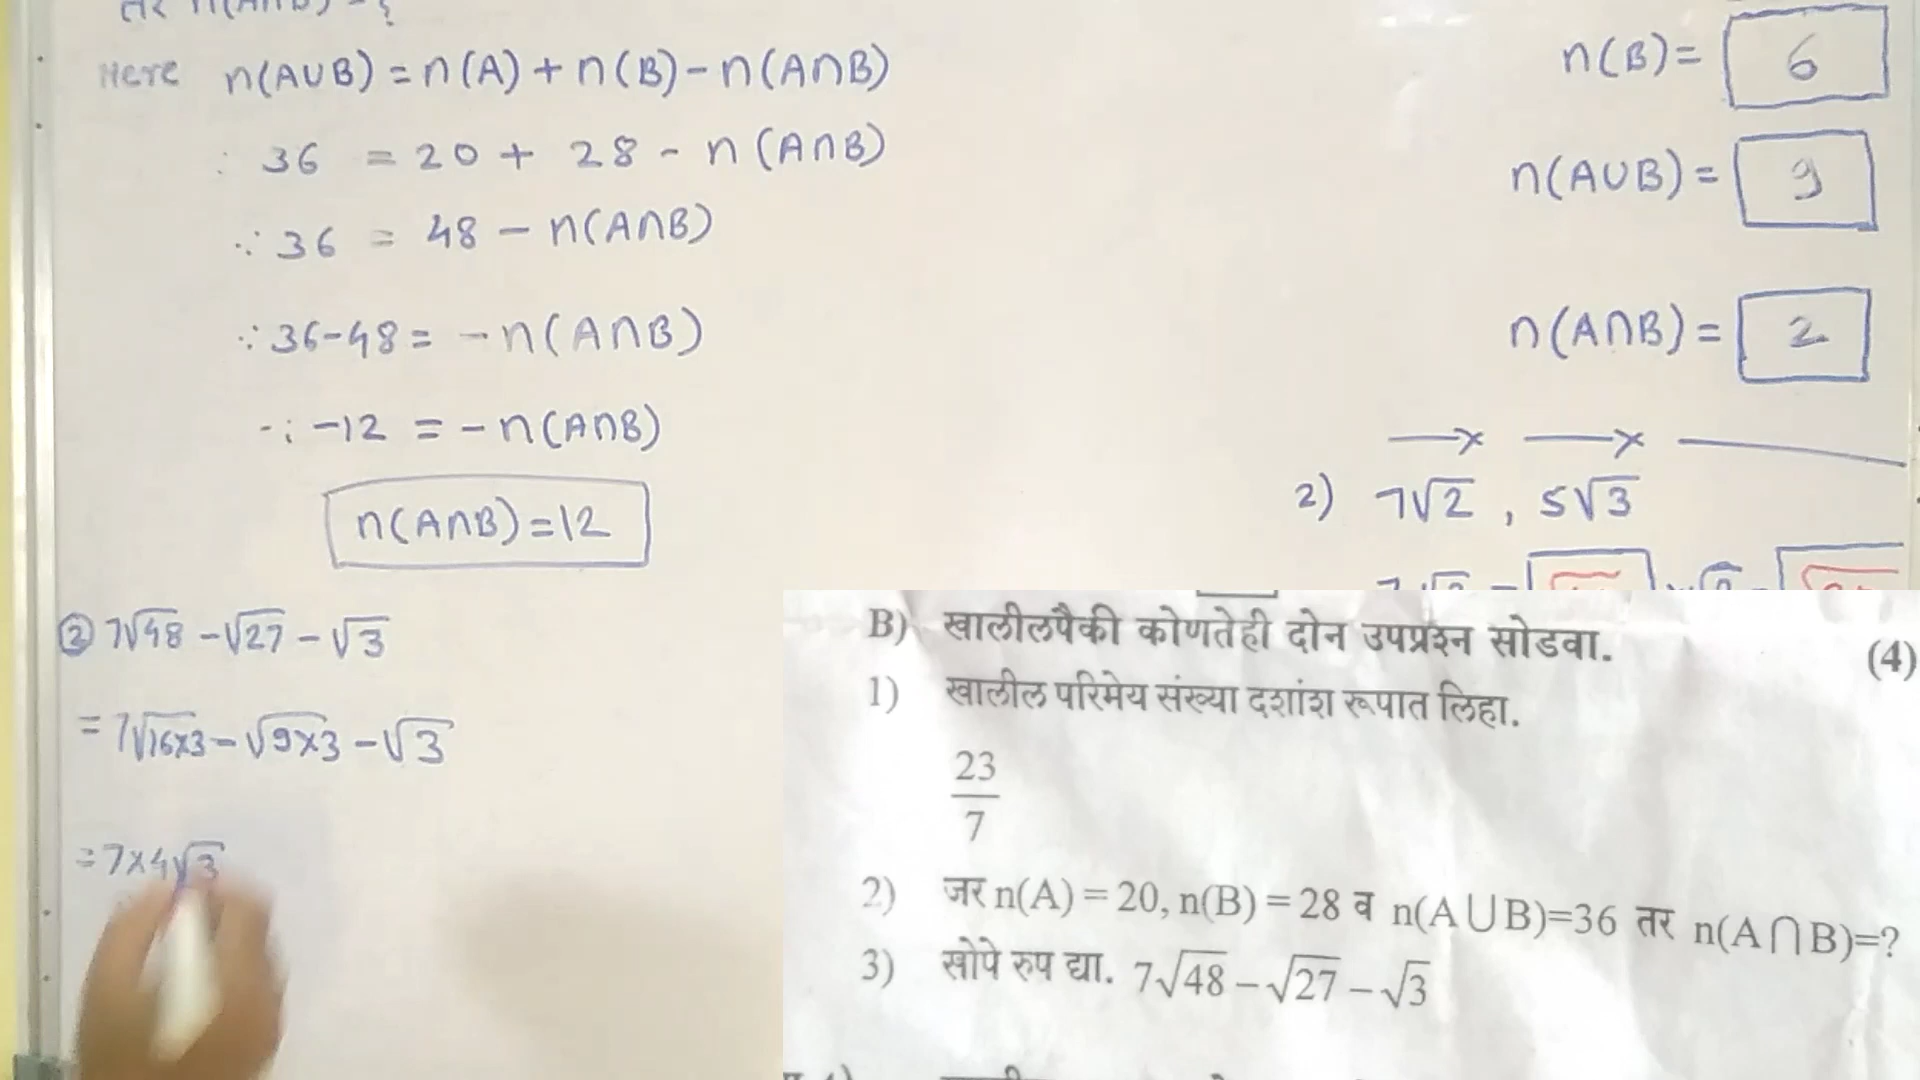 Here n(A∪B) = n(A) + n(B) - n(A∩B)
∴ 36 = 20 + 28 - n(A∩B)
∵ 36 = 48 - n(A∩B)
∵ 36-48 = -n(A∩B)
∴ -12 = -n(A∩B)
n(A∩B) = 12
② 7√48 - √27 - √3
= 7√16×3 - √9×3 - √3
= 7×4√3
n(B) = 6
n(A∪B) = 9
n(A∩B) = 2
2) 7√2 , 5√3
B) खालीलपैकी कोणतेही दोन उपप्रश्न सोडवा. (4)
1) खालील परिमेय संख्या दशांश रूपात लिहा.
23
7
2) जर n(A) = 20, n(B) = 28 व n(A∪B)=36 तर n(A∩B)=?
3) सोपे रुप द्या. 7√48 – √27 – √3